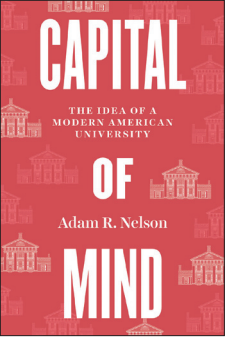 CAPITAL
THE IDEA OF A
MODERN AMERICAN
UNIVERSITY
OF
Adam R. Nelson
MIND